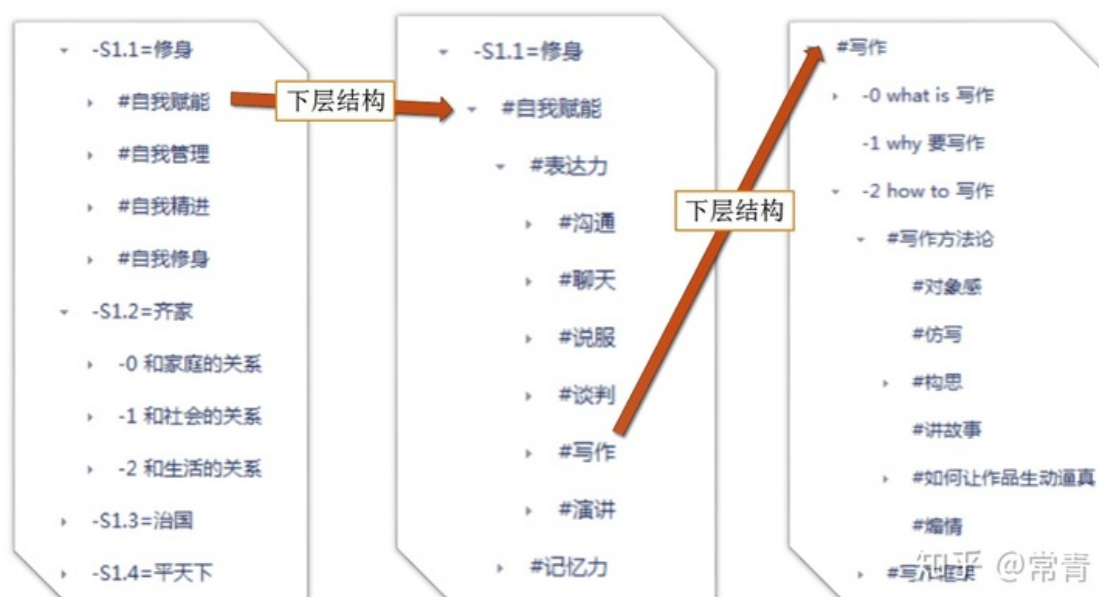 -S1.1=修身
#自我赋能
#自我管理
#自我精进
#自我修身
-S1.2=齐家
-0 和家庭的关系
-1 和社会的关系
-2 和生活的关系
-S1.3=治国
-S1.4=平天下
下层结构
-S1.1=修身
#自我赋能
#表达力
#沟通
#聊天
#说服
#谈判
#写作
#演讲
#记忆力
下层结构
#写作
-0 what is 写作
-1 why 要写作
-2 how to 写作
#写作方法论
#对象感
#仿写
#构思
#讲故事
#如何让作品生动逼真
#煽情
#写作框架
知乎 @常青